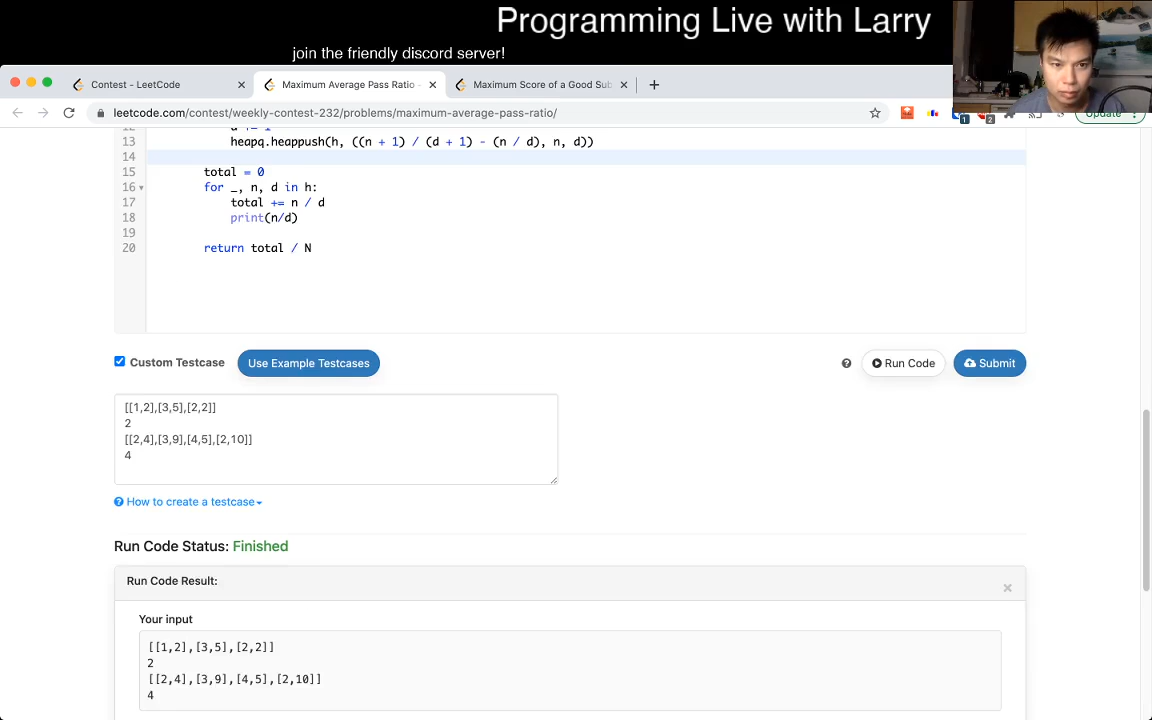 Programming Live with Larry
join the friendly discord server!
Contest - LeetCode
Maximum Average Pass Ratio -
Maximum Score of a Good Sub
leetcode.com/contest/weekly-contest-232/problems/maximum-average-pass-ratio/
Update
13 heapq.heappush(h, ((n + 1) / (d + 1) - (n / d), n, d))
14
15 total = 0
16 for _, n, d in h:
17 total += n / d
18 print(n/d)
19
20 return total / N
Custom Testcase
Use Example Testcases
Run Code
Submit
[[1,2],[3,5],[2,2]]
2
[[2,4],[3,9],[4,5],[2,10]]
4
How to create a testcase
Run Code Status: Finished
Run Code Result:
Your input
[[1,2],[3,5],[2,2]]
2
[[2,4],[3,9],[4,5],[2,10]]
4